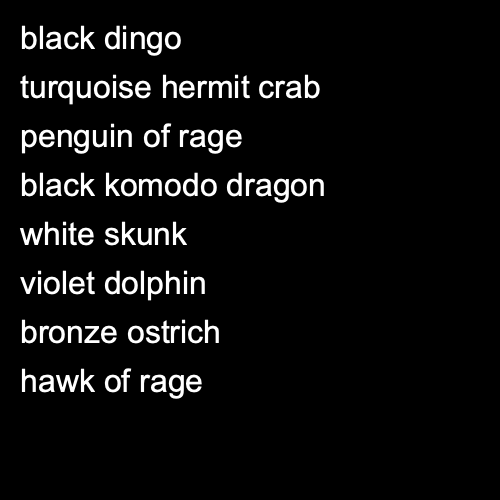 black dingo
turquoise hermit crab
penguin of rage
black komodo dragon
white skunk
violet dolphin
bronze ostrich
hawk of rage